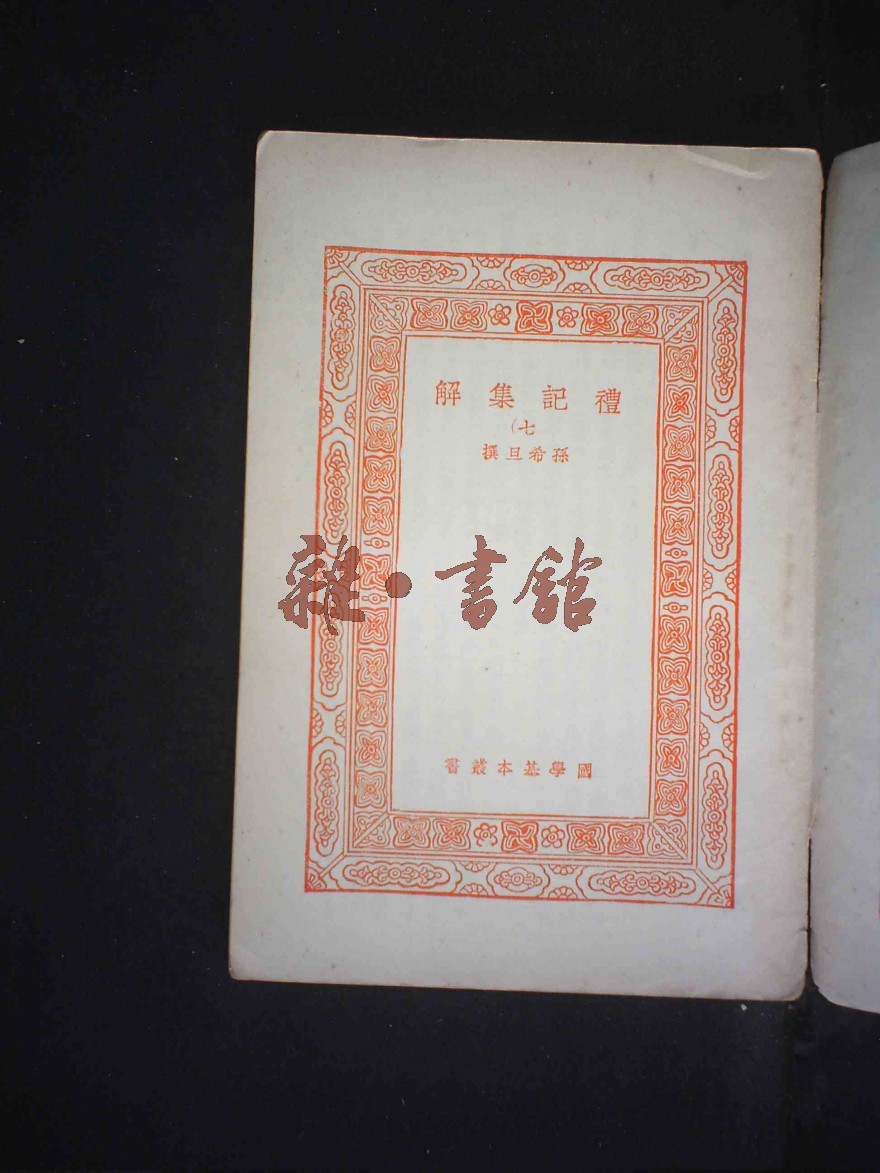 禮記集解
(七
孫希旦撰
雜·書館
國學基本叢書